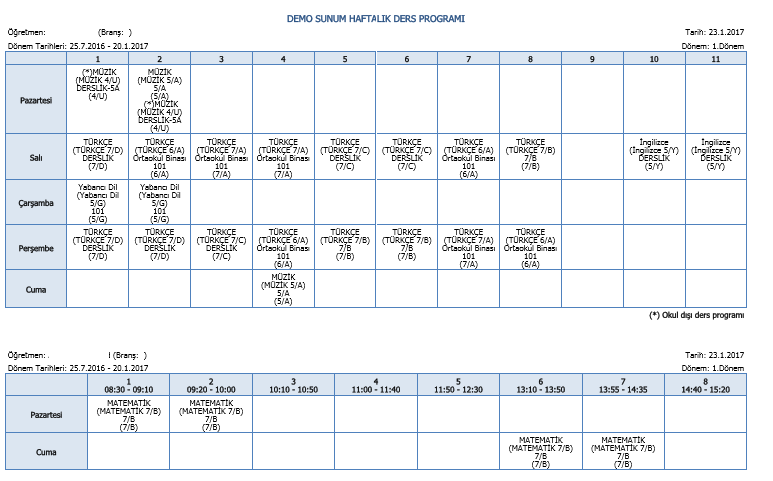 DEMO SUNUM HAFTALIK DERS PROGRAMI
Öğretmen: (Branş: ) Tarih: 23.1.2017
Dönem Tarihleri: 25.7.2016 - 20.1.2017 Dönem: 1.Dönem
1 2 3 4 5 6 7 8 9 10 11
Pazartesi
(*)MÜZİK
(MÜZİK 4/U)
DERSLİK-5A
(4/U)
MÜZİK
(MÜZİK 5/A)
5/A
(5/A)
(*)MÜZİK
(MÜZİK 4/U)
DERSLİK-5A
(4/U)
Salı
TÜRKÇE
(TÜRKÇE 7/D)
DERSLİK
(7/D)
TÜRKÇE
(TÜRKÇE 6/A)
Ortaokul Binası
101
(6/A)
TÜRKÇE
(TÜRKÇE 7/A)
Ortaokul Binası
101
(7/A)
TÜRKÇE
(TÜRKÇE 7/A)
Ortaokul Binası
101
(7/A)
TÜRKÇE
(TÜRKÇE 7/C)
DERSLİK
(7/C)
TÜRKÇE
(TÜRKÇE 7/C)
DERSLİK
(7/C)
TÜRKÇE
(TÜRKÇE 6/A)
Ortaokul Binası
101
(6/A)
TÜRKÇE
(TÜRKÇE 7/B)
7/B
(7/B)
İngilizce
(İngilizce 5/Y)
DERSLİK
(5/Y)
İngilizce
(İngilizce 5/Y)
DERSLİK
(5/Y)
Çarşamba
Yabancı Dil
(Yabancı Dil
5/G)
101
(5/G)
Yabancı Dil
(Yabancı Dil
5/G)
101
(5/G)
Perşembe
TÜRKÇE
(TÜRKÇE 7/D)
DERSLİK
(7/D)
TÜRKÇE
(TÜRKÇE 7/D)
DERSLİK
(7/D)
TÜRKÇE
(TÜRKÇE 7/C)
DERSLİK
(7/C)
TÜRKÇE
(TÜRKÇE 6/A)
Ortaokul Binası
101
(6/A)
TÜRKÇE
(TÜRKÇE 7/B)
7/B
(7/B)
TÜRKÇE
(TÜRKÇE 7/B)
7/B
(7/B)
TÜRKÇE
(TÜRKÇE 7/A)
Ortaokul Binası
101
(7/A)
TÜRKÇE
(TÜRKÇE 6/A)
Ortaokul Binası
101
(6/A)
Cuma
MÜZİK
(MÜZİK 5/A)
5/A
(5/A)
(*) Okul dışı ders programı
Öğretmen: . (Branş: ) Tarih: 23.1.2017
Dönem Tarihleri: 25.7.2016 - 20.1.2017 Dönem: 1.Dönem
1 2 3 4 5 6 7 8
08:30 - 09:10 09:20 - 10:00 10:10 - 10:50 11:00 - 11:40 11:50 - 12:30 13:10 - 13:50 13:55 - 14:35 14:40 - 15:20
Pazartesi
MATEMATİK
(MATEMATİK 7/B)
7/B
(7/B)
MATEMATİK
(MATEMATİK 7/B)
7/B
(7/B)
Cuma
MATEMATİK
(MATEMATİK 7/B)
7/B
(7/B)
MATEMATİK
(MATEMATİK 7/B)
7/B
(7/B)